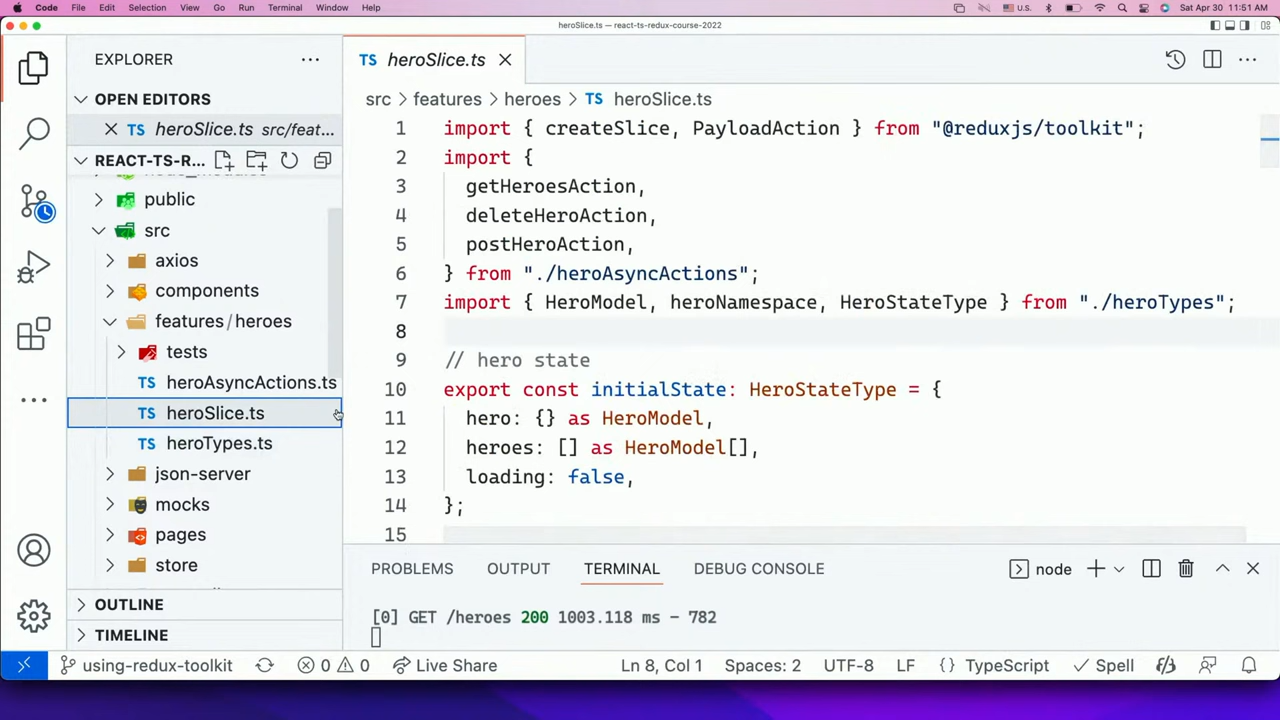 Code File Edit Selection View Go Run Terminal Window Help U.S. Sat Apr 30 11:51 AM
heroSlice.ts — react-ts-redux-course-2022
EXPLORER
OPEN EDITORS
TS heroSlice.ts src/feat...
REACT-TS-R...
public
src
axios
components
features/heroes
tests
TS heroAsyncActions.ts
TS heroSlice.ts
TS heroTypes.ts
json-server
mocks
pages
store
OUTLINE
TIMELINE
TS heroSlice.ts
src > features > heroes > TS heroSlice.ts
1 import { createSlice, PayloadAction } from "@reduxjs/toolkit";
2 import {
3 getHeroesAction,
4 deleteHeroAction,
5 postHeroAction,
6 } from "./heroAsyncActions";
7 import { HeroModel, heroNamespace, HeroStateType } from "./heroTypes";
8
9 // hero state
10 export const initialState: HeroStateType = {
11 hero: {} as HeroModel,
12 heroes: [] as HeroModel[],
13 loading: false,
14 };
15
PROBLEMS OUTPUT TERMINAL DEBUG CONSOLE node
[0] GET /heroes 200 1003.118 ms - 782
using-redux-toolkit 0 0 Live Share Ln 8, Col 1 Spaces: 2 UTF-8 LF {} TypeScript Spell